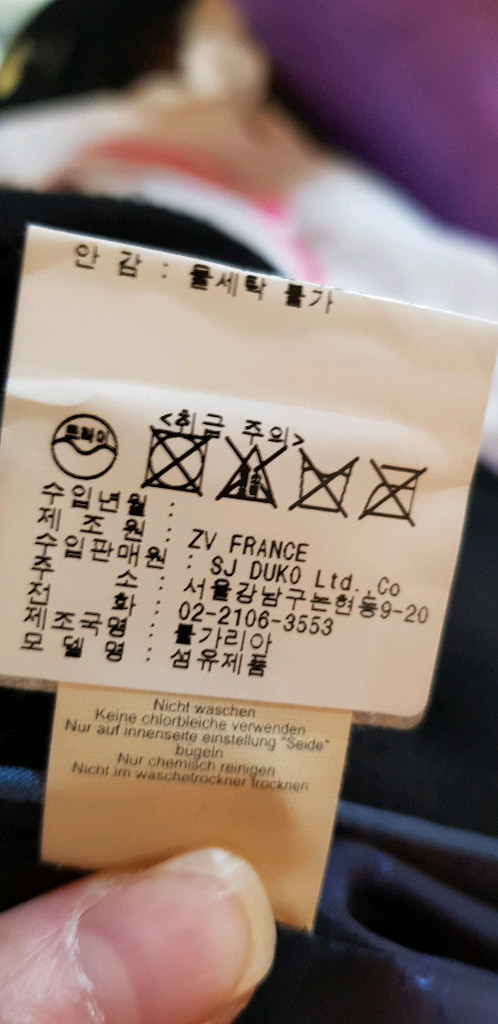 안 감 : 물세탁 불가
<취급 주의>
드라이
수입년월 :
제 조 원 : ZV FRANCE
수입판매원 : SJ DUKO Ltd.,Co
주 소 : 서울강남구논현동9-20
전 화 : 02-2106-3553
제조국명 : 불가리아
모 델 명 : 섬유제품
Nicht waschen
Keine chlorbleiche verwenden
Nur auf innenseite einstellung "Seide"
bügeln
Nur chemisch reinigen
Nicht im waschetrockner trocknen